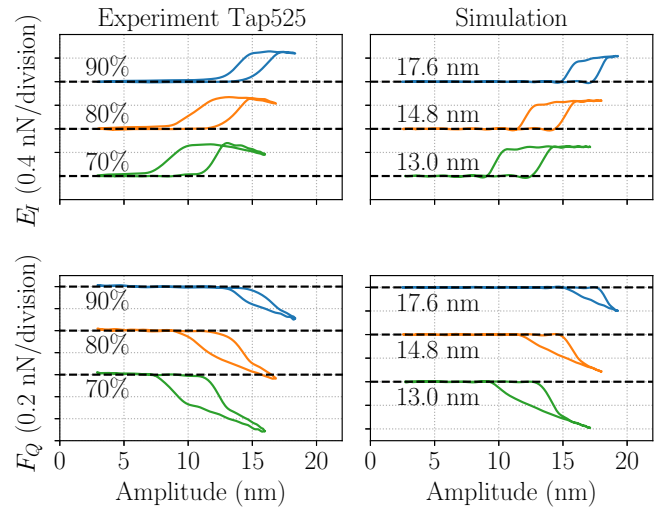 Experiment Tap525
Simulation
E_I (0.4 nN/division)
90%
80%
70%
17.6 nm
14.8 nm
13.0 nm
F_Q (0.2 nN/division)
90%
80%
70%
17.6 nm
14.8 nm
13.0 nm
0 5 10 15 20
0 5 10 15 20
Amplitude (nm)
Amplitude (nm)